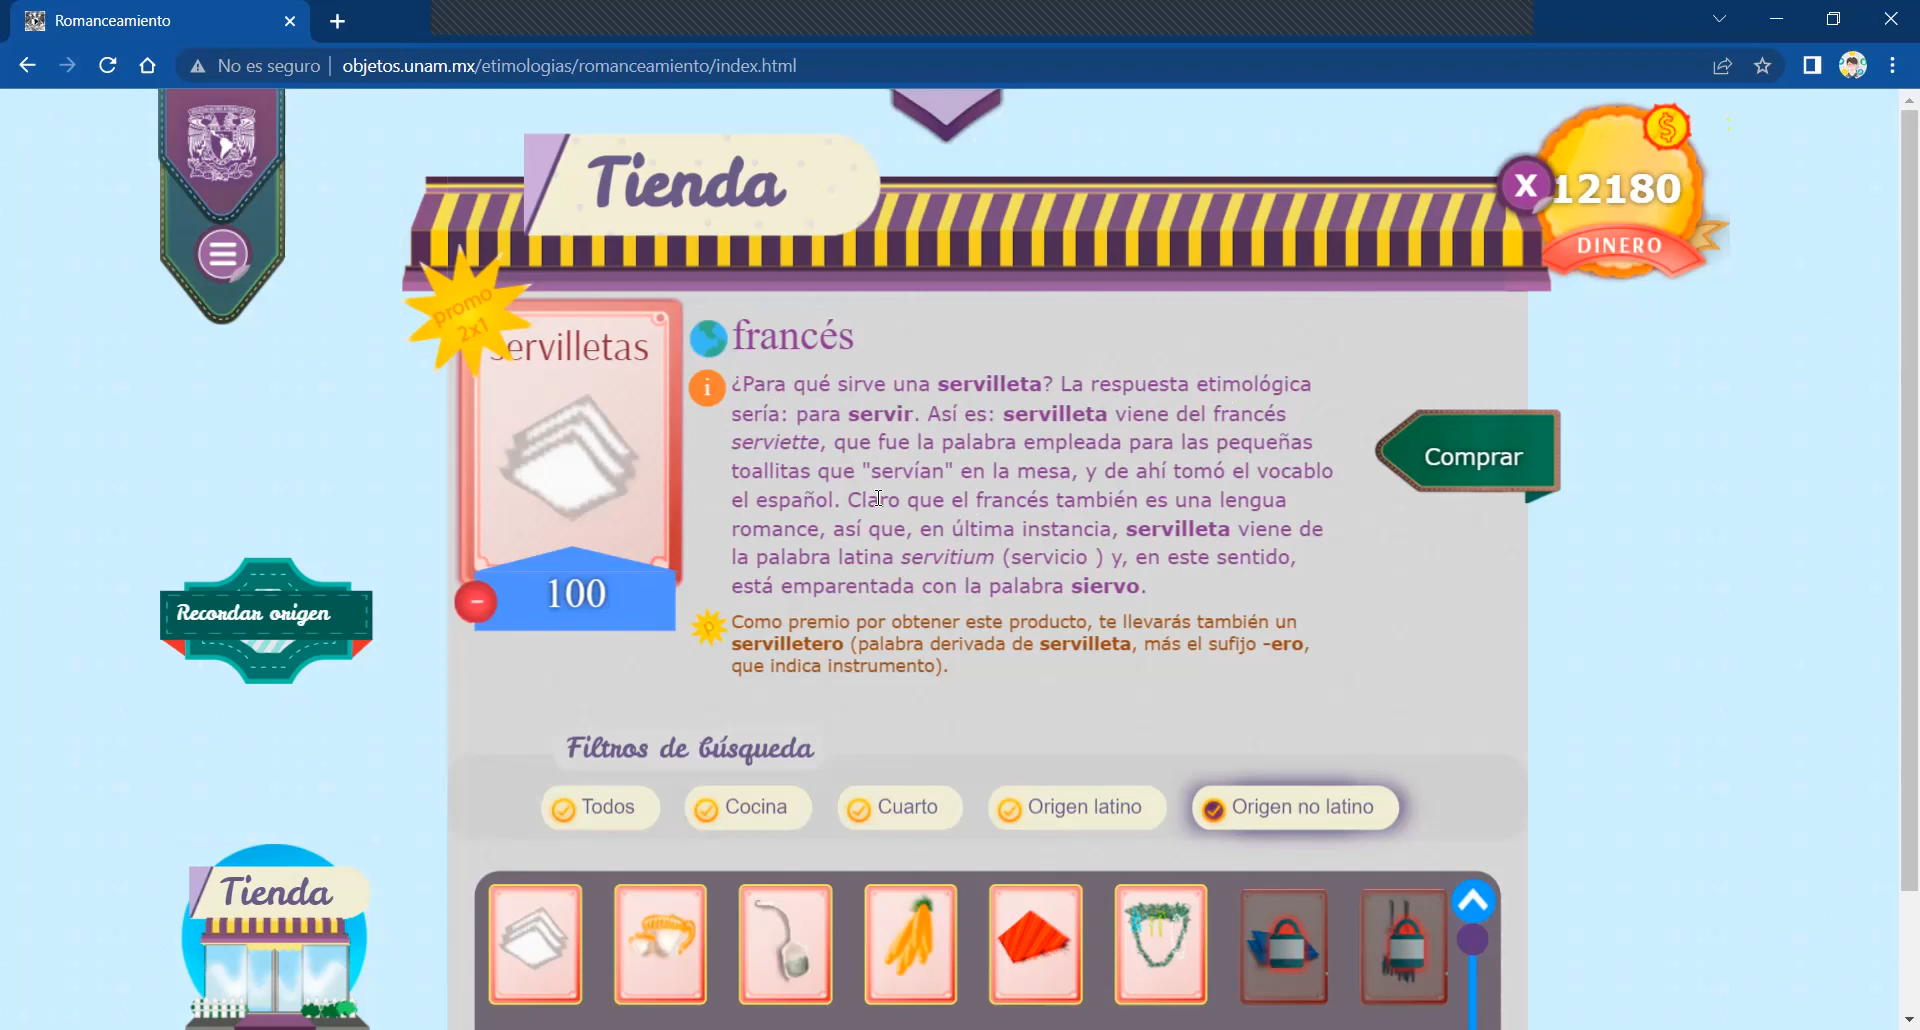 Romanceamiento
No es seguro
objetos.unam.mx/etimologias/romanceamiento/index.html
Tienda
X
12180
DINERO
promo
2x1
servilletas
francés
¿Para qué sirve una servilleta? La respuesta etimológica
sería: para servir. Así es: servilleta viene del francés
serviette, que fue la palabra empleada para las pequeñas
toallitas que "servían" en la mesa, y de ahí tomó el vocablo
el español. Claro que el francés también es una lengua
romance, así que, en última instancia, servilleta viene de
la palabra latina servitium (servicio ) y, en este sentido,
está emparentada con la palabra siervo.
Comprar
100
Como premio por obtener este producto, te llevarás también un
servilletero (palabra derivada de servilleta, más el sufijo -ero,
que indica instrumento).
Recordar origen
Filtros de búsqueda
Todos
Cocina
Cuarto
Origen latino
Origen no latino
Tienda